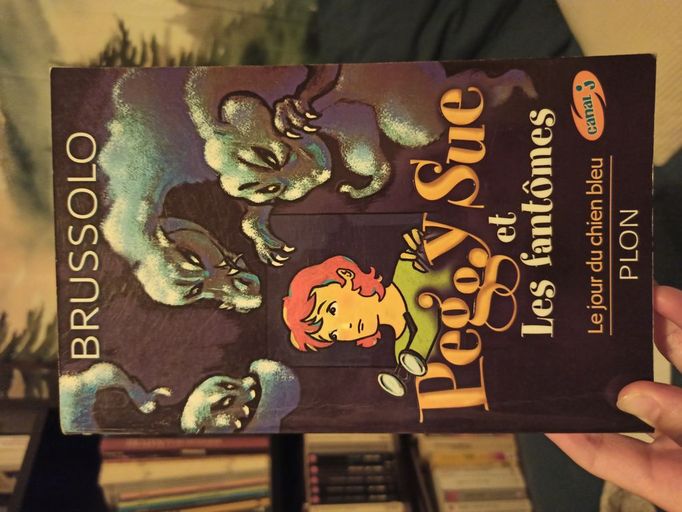 BRUSSOLO
Peggy Sue
et
Les fantômes
Le jour du chien bleu
PLON
canal J